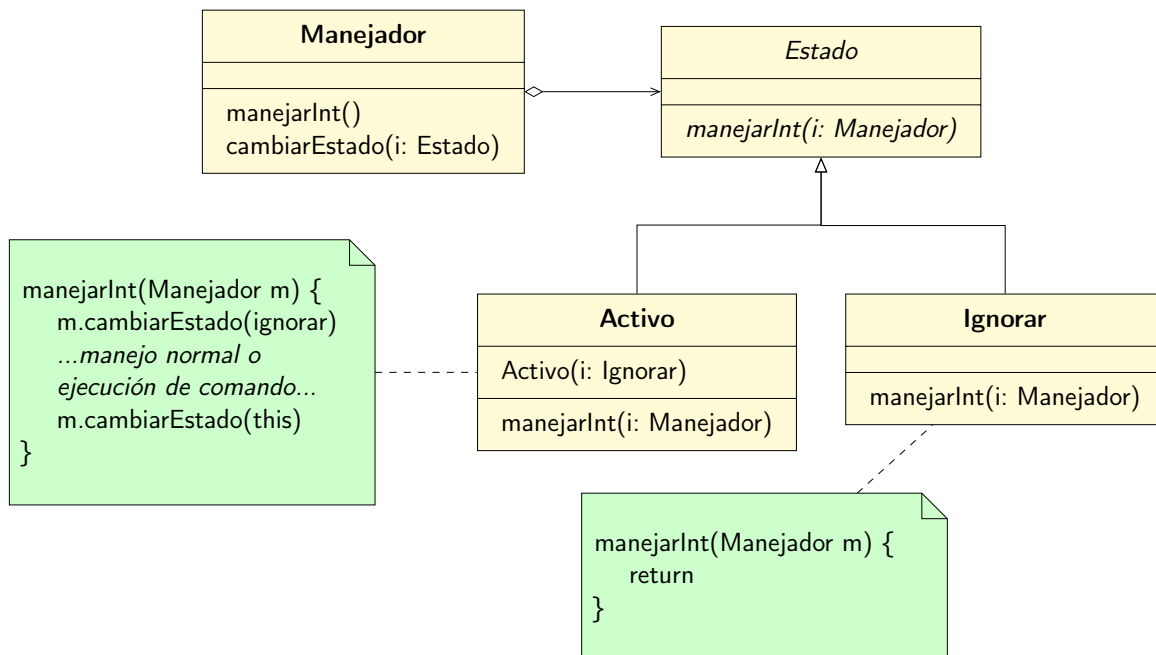 Manejador
manejarInt()
cambiarEstado(i: Estado)
Estado
manejarInt(i: Manejador)
manejarInt(Manejador m) {
m.cambiarEstado(ignorar)
...manejo normal o
ejecución de comando...
m.cambiarEstado(this)
}
Activo
Activo(i: Ignorar)
manejarInt(i: Manejador)
Ignorar
manejarInt(i: Manejador)
manejarInt(Manejador m) {
return
}